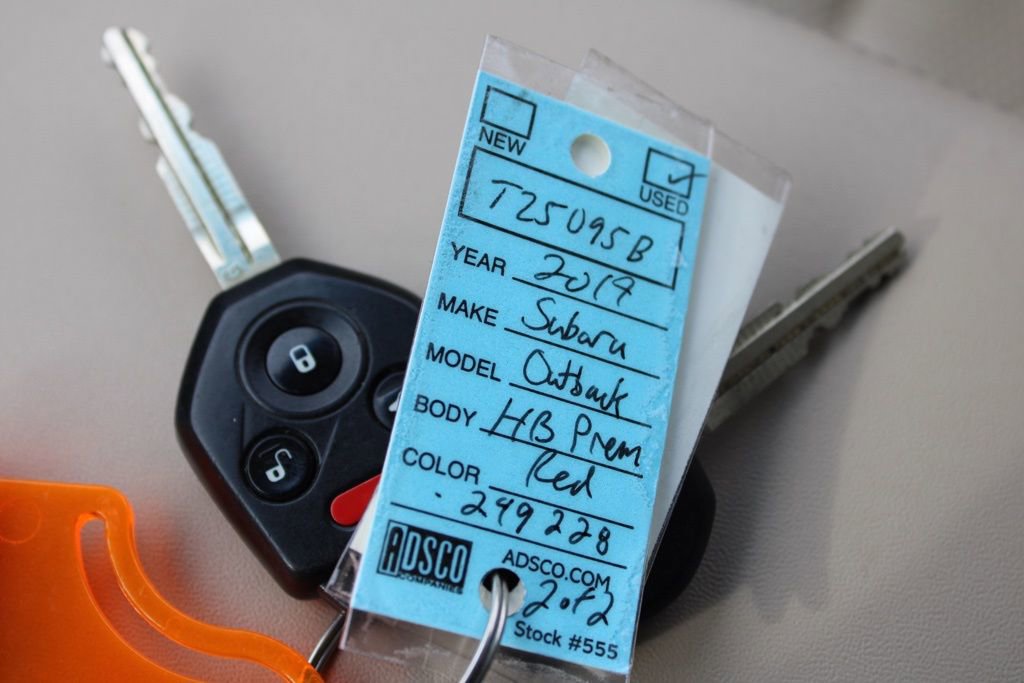 NEW
USED
T25095B
YEAR 2019
MAKE Subaru
MODEL Outback
BODY HB Prem
COLOR Red
249228
ADSCO COMPANIES
ADSCO.COM
2 of 2
Stock #555